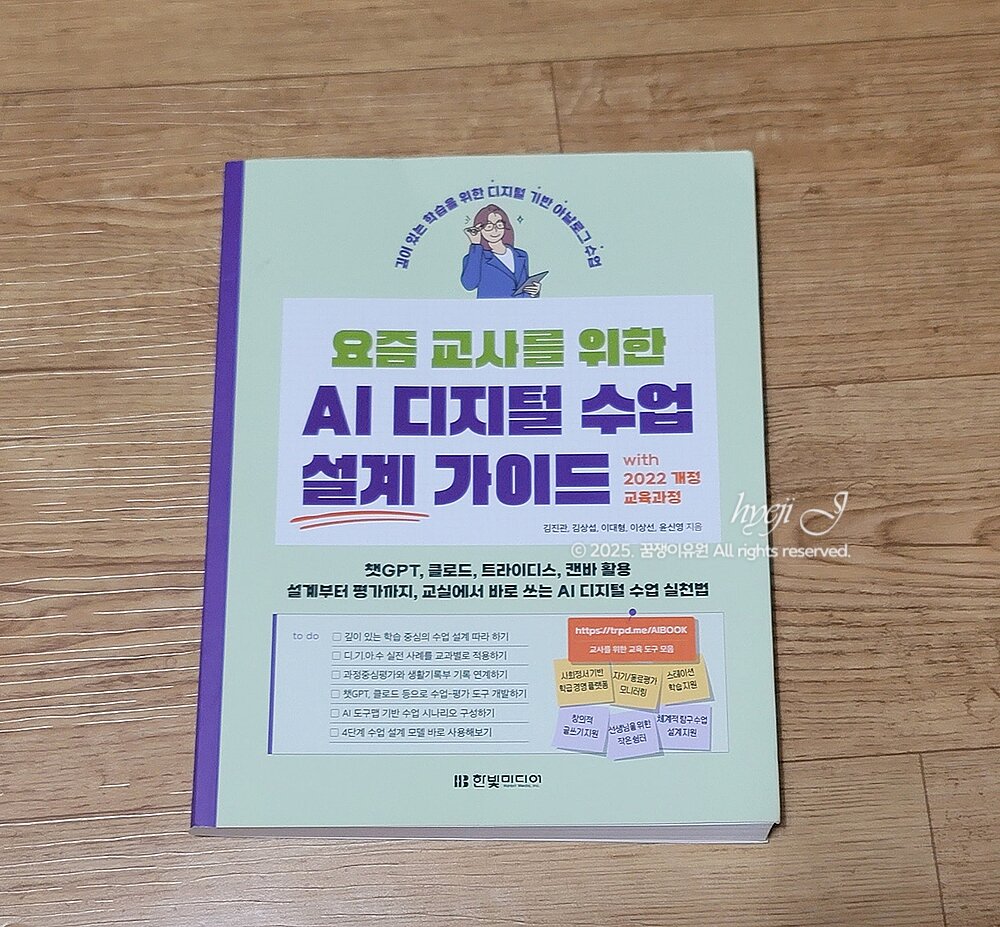 깊이 있는 학습을 위한 디지털 기반 아날로그 수업
요즘 교사를 위한
AI 디지털 수업
설계 가이드
with
2022 개정
교육과정
김진관, 김상섭, 이대형, 이상선, 윤신영 지음
hyeji J
© 2025. 꿈쟁이유원 All rights reserved.
챗GPT, 클로드, 트라이디스, 캔바 활용
설계부터 평가까지, 교실에서 바로 쓰는 AI 디지털 수업 실천법
to do
깊이 있는 학습 중심의 수업 설계 따라 하기
디.기.아.수 실전 사례를 교과별로 적용하기
과정중심평가와 생활기록부 기록 연계하기
챗GPT, 클로드 등으로 수업-평가 도구 개발하기
AI 도구맵 기반 수업 시나리오 구성하기
4단계 수업 설계 모델 바로 사용해보기
https://trpd.me/AIBOOK
교사를 위한 교육 도구 모음
사회정서 기반
학급 경영 플랫폼
자기/동료평가
모니터링
스테이션
학습 지원
창의적
글쓰기 지원
선생님을 위한
작은 쉼터
체계적 탐구 수업
설계 지원
한빛미디어
Hanbit Media, Inc.